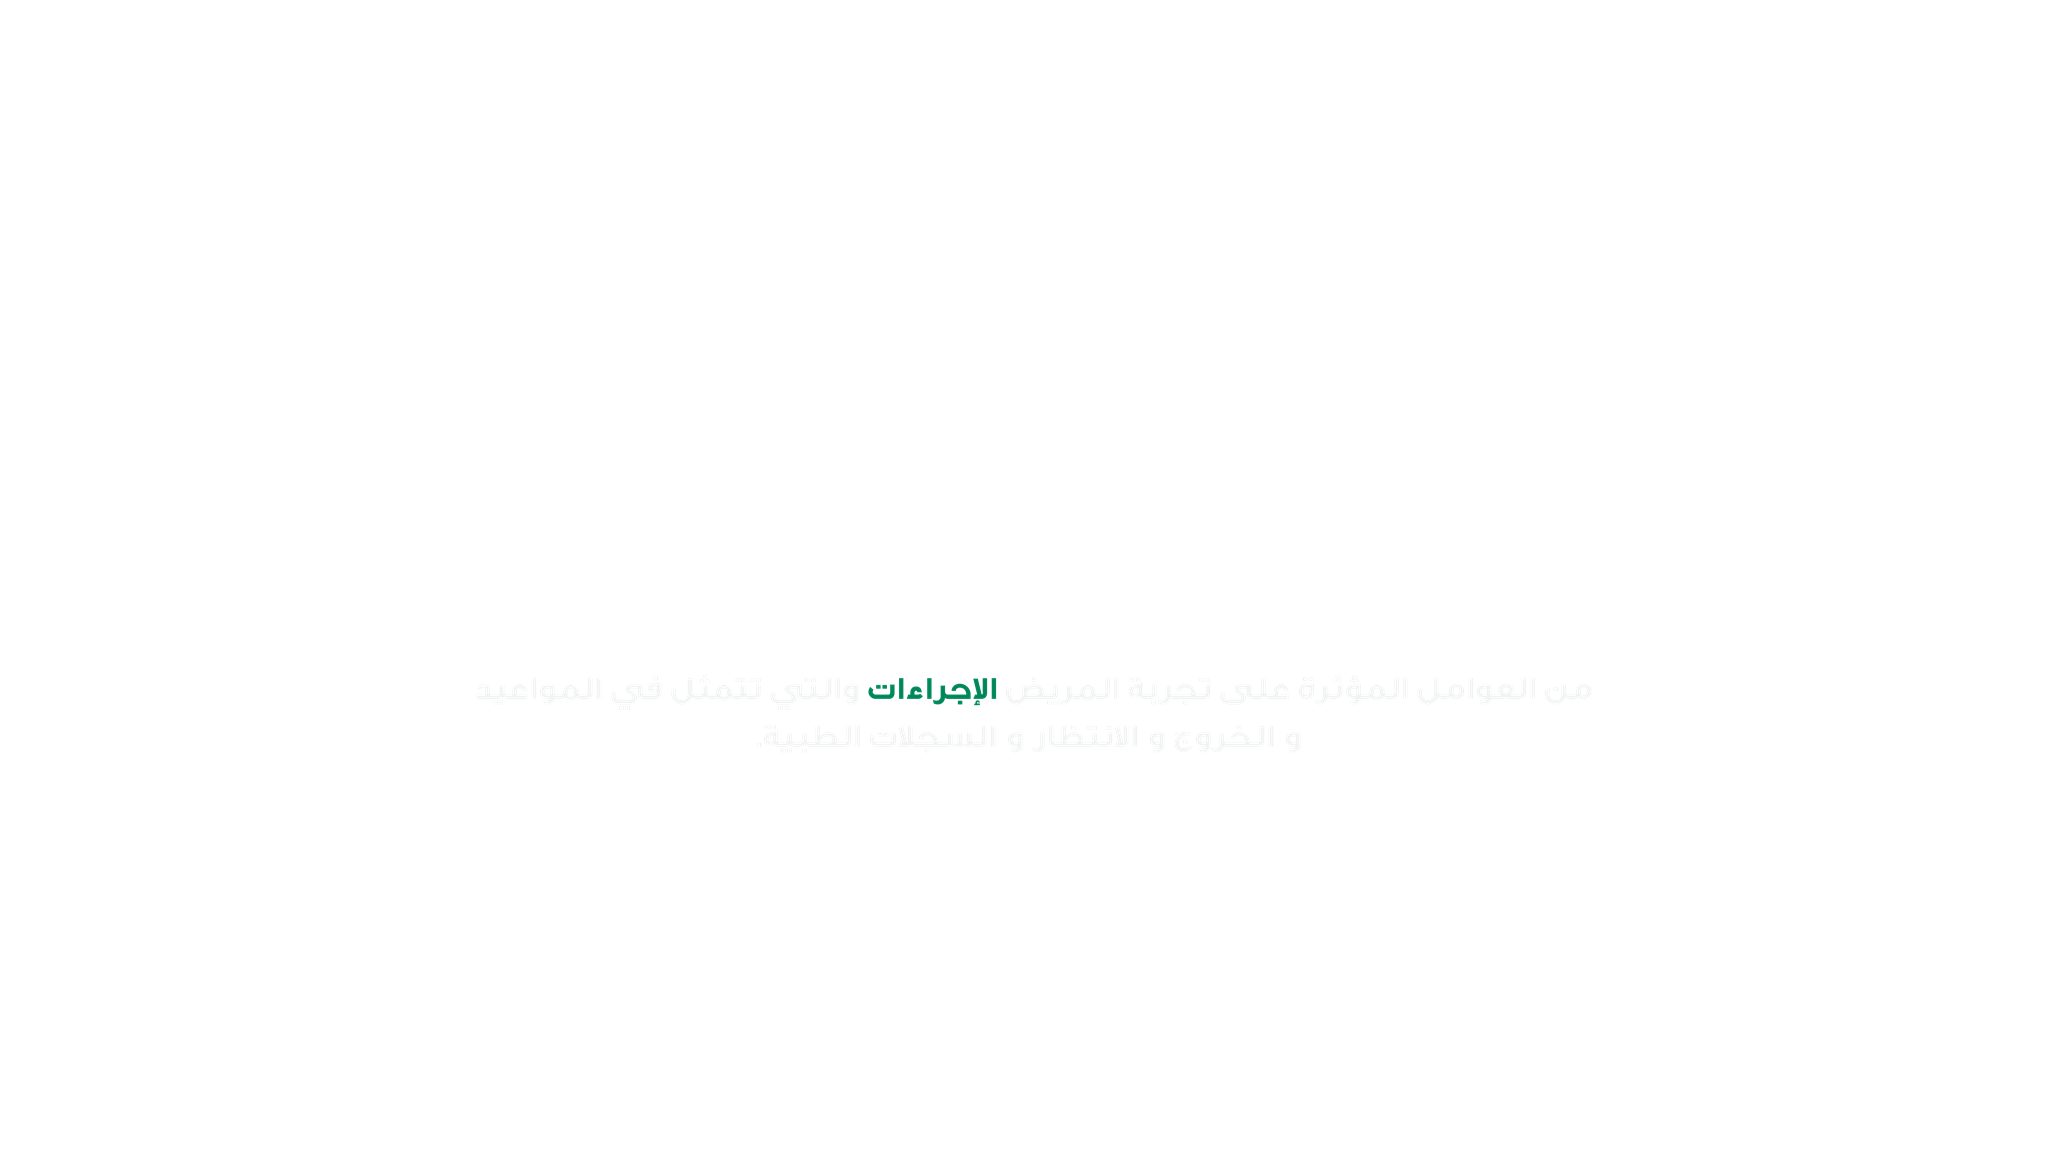 من العوامل المؤثرة على تجربة المريض الإجراءات والتي تتمثل في المواعيد
و الخروج و الانتظار و السجلات الطبية.